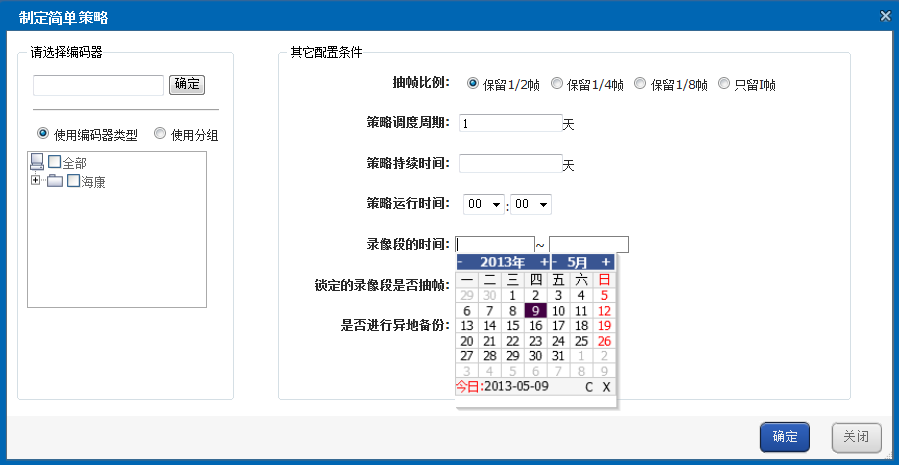 制定简单策略
请选择编码器
确定
使用编码器类型 使用分组
全部
海康
其它配置条件
抽帧比例: 保留1/2帧 保留1/4帧 保留1/8帧 只留I帧
策略调度周期: 1 天
策略持续时间: 天
策略运行时间: 00 : 00
录像段的时间: ~
- 2013年 + - 5月 +
一 二 三 四 五 六 日
29 30 1 2 3 4 5
6 7 8 9 10 11 12
13 14 15 16 17 18 19
20 21 22 23 24 25 26
27 28 29 30 31 1 2
3 4 5 6 7 8 9
今日:2013-05-09 C X
锁定的录像段是否抽帧:
是否进行异地备份:
确定 关闭